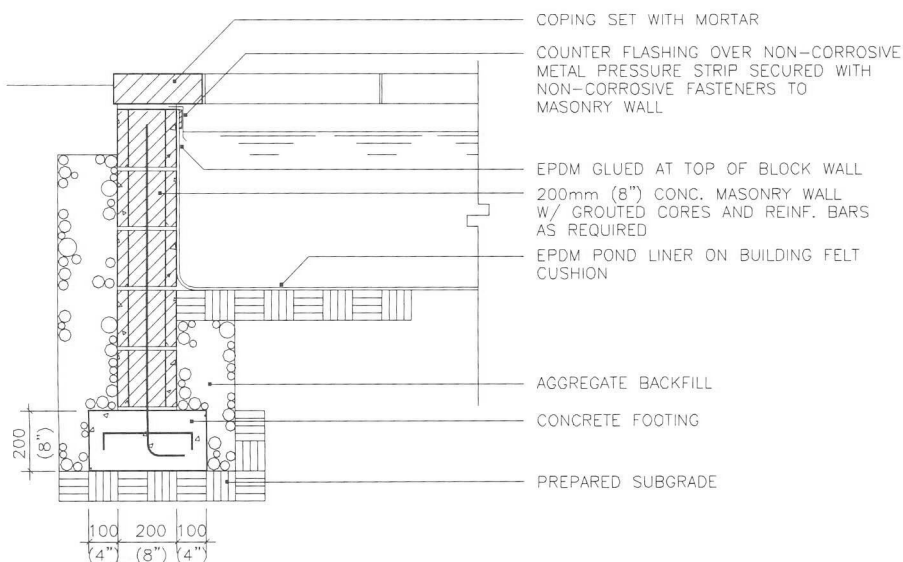 COPING SET WITH MORTAR
COUNTER FLASHING OVER NON-CORROSIVE
METAL PRESSURE STRIP SECURED WITH
NON-CORROSIVE FASTENERS TO
MASONRY WALL
EPDM GLUED AT TOP OF BLOCK WALL
200mm (8") CONC. MASONRY WALL
W/ GROUTED CORES AND REINF. BARS
AS REQUIRED
EPDM POND LINER ON BUILDING FELT
CUSHION
AGGREGATE BACKFILL
CONCRETE FOOTING
PREPARED SUBGRADE
200
(8")
100 200 100
(4") (8") (4")